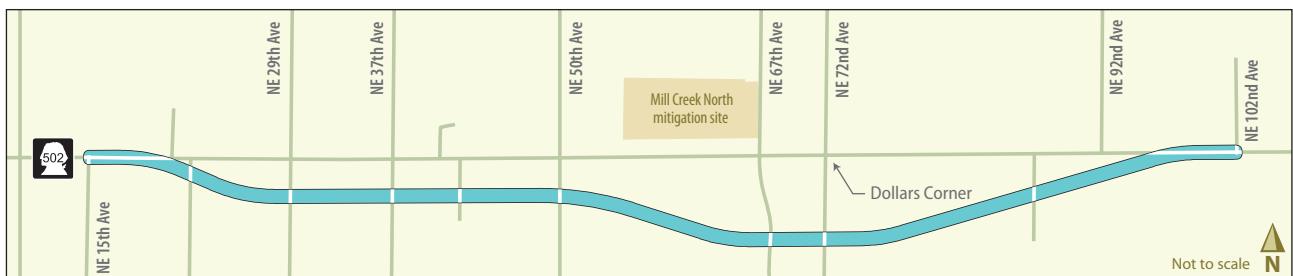 NE 29th Ave
NE 37th Ave
NE 50th Ave
NE 67th Ave
NE 72nd Ave
NE 92nd Ave
NE 102nd Ave
Mill Creek North
mitigation site
502
Dollars Corner
NE 15th Ave
Not to scale
N